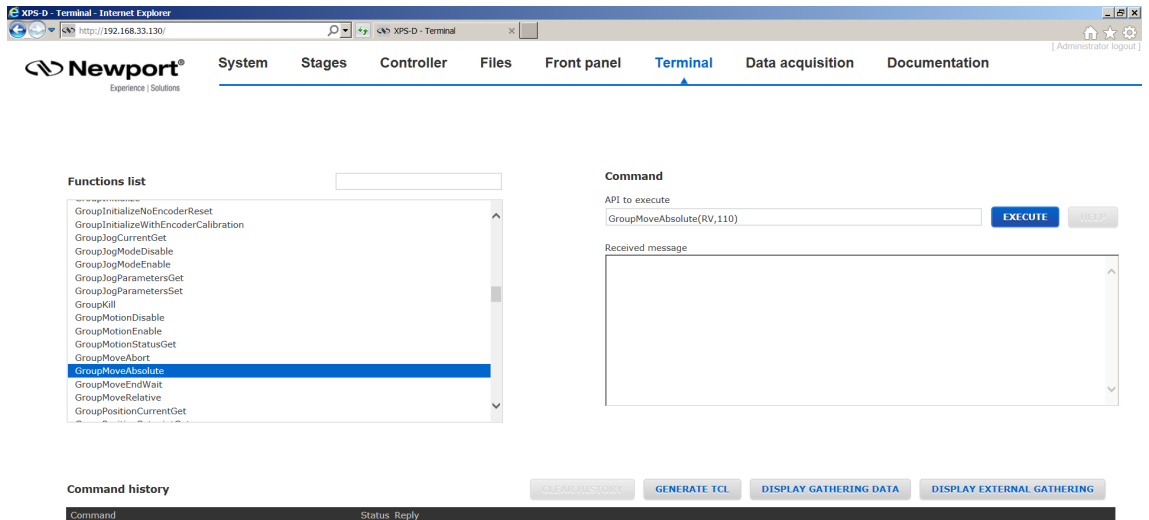 XPS-D - Terminal - Internet Explorer
http://192.168.33.130/
XPS-D - Terminal
[ Administrator logout ]
Newport®
Experience | Solutions
System Stages Controller Files Front panel Terminal Data acquisition Documentation
Functions list
GroupInitialize
GroupInitializeNoEncoderReset
GroupInitializeWithEncoderCalibration
GroupJogCurrentGet
GroupJogModeDisable
GroupJogModeEnable
GroupJogParametersGet
GroupJogParametersSet
GroupKill
GroupMotionDisable
GroupMotionEnable
GroupMotionStatusGet
GroupMoveAbort
GroupMoveAbsolute
GroupMoveEndWait
GroupMoveRelative
GroupPositionCurrentGet
Command
API to execute
GroupMoveAbsolute(RV,110)
EXECUTE HELP
Received message
Command history
CLEAR HISTORY GENERATE TCL DISPLAY GATHERING DATA DISPLAY EXTERNAL GATHERING
Command Status Reply